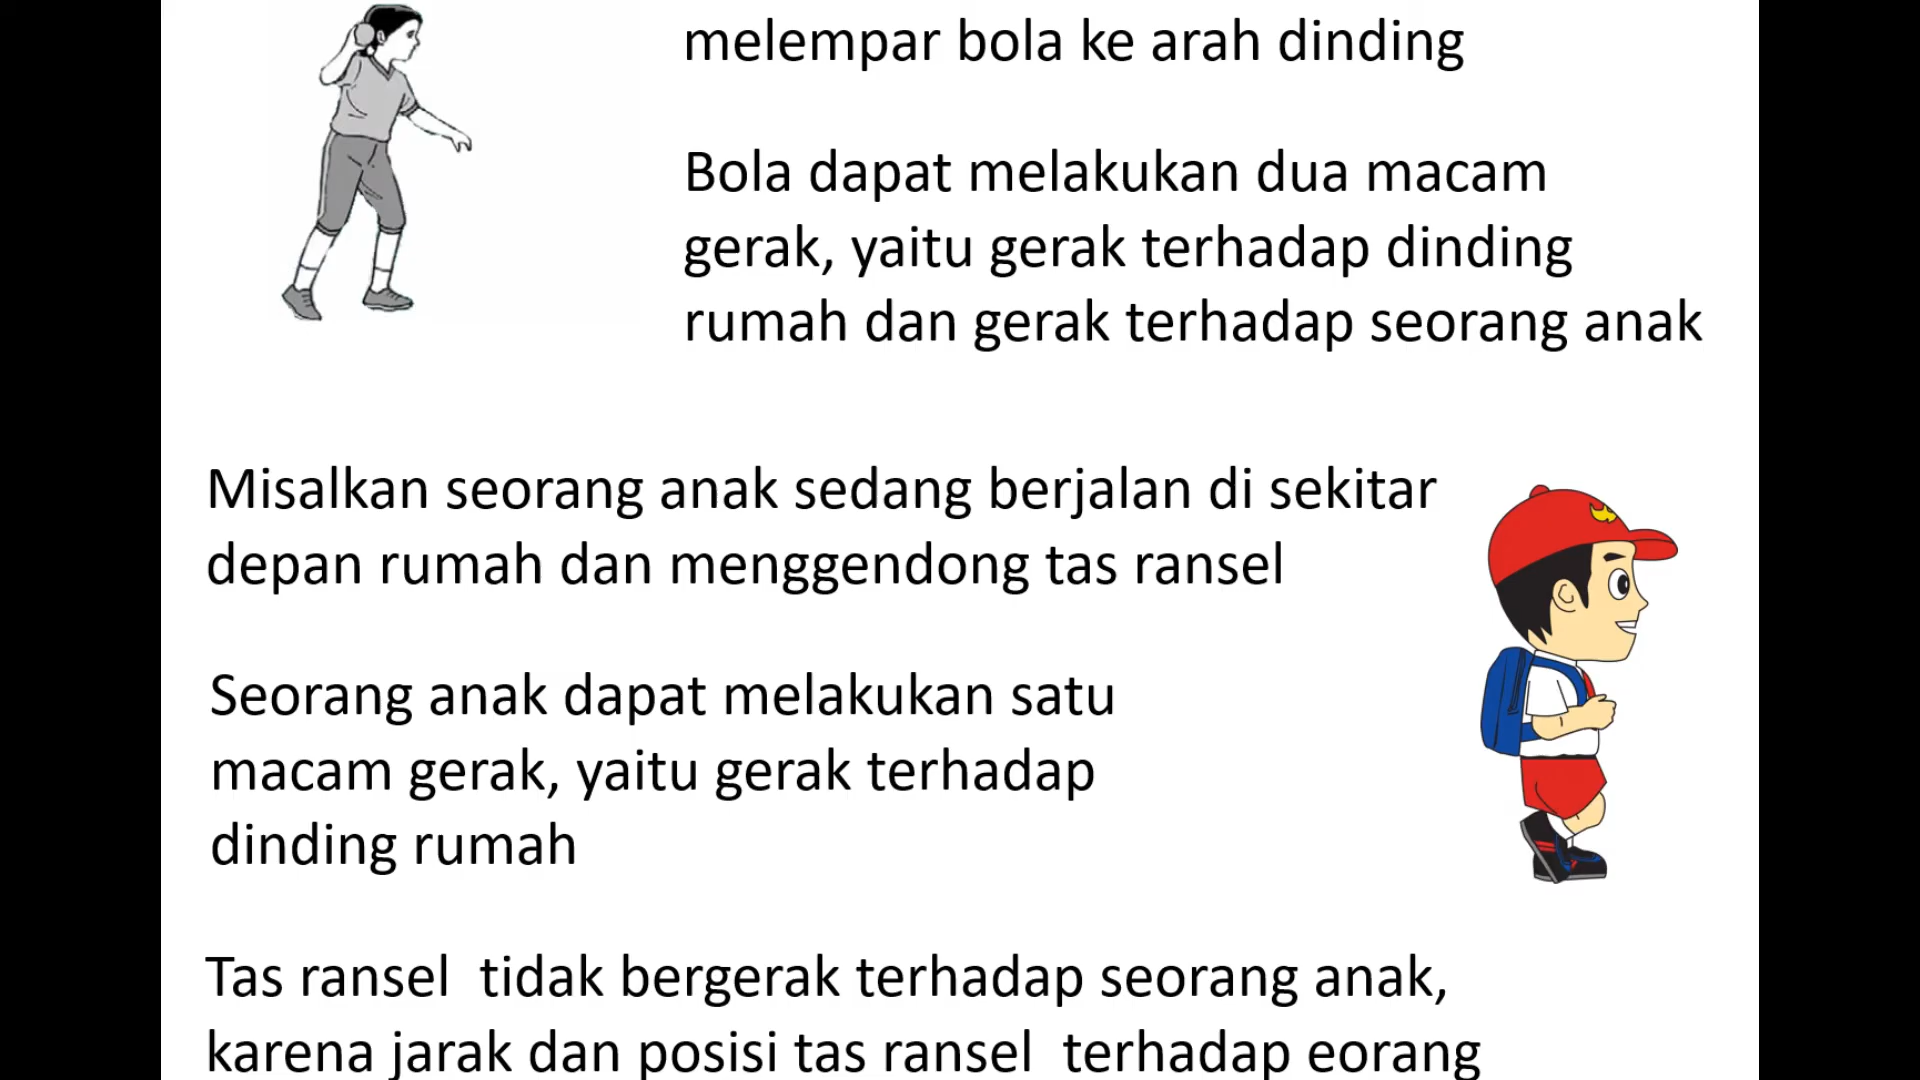 melempar bola ke arah dinding
Bola dapat melakukan dua macam
gerak, yaitu gerak terhadap dinding
rumah dan gerak terhadap seorang anak
Misalkan seorang anak sedang berjalan di sekitar
depan rumah dan menggendong tas ransel
Seorang anak dapat melakukan satu
macam gerak, yaitu gerak terhadap
dinding rumah
Tas ransel  tidak bergerak terhadap seorang anak,
karena jarak dan posisi tas ransel  terhadap eorang